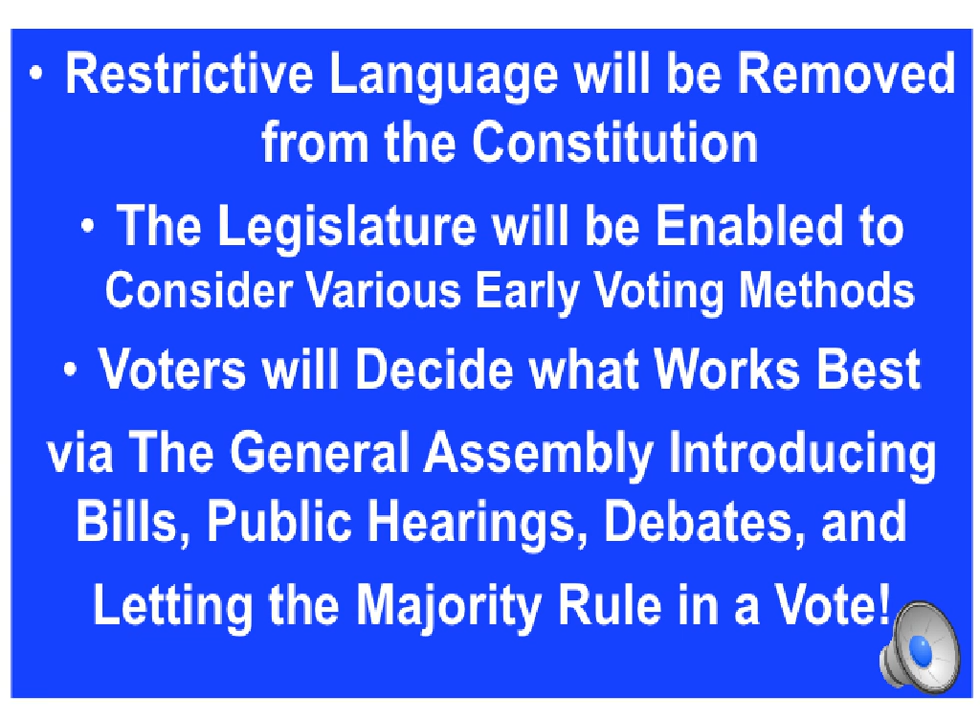 • Restrictive Language will be Removed
from the Constitution
• The Legislature will be Enabled to
Consider Various Early Voting Methods
• Voters will Decide what Works Best
via The General Assembly Introducing
Bills, Public Hearings, Debates, and
Letting the Majority Rule in a Vote!